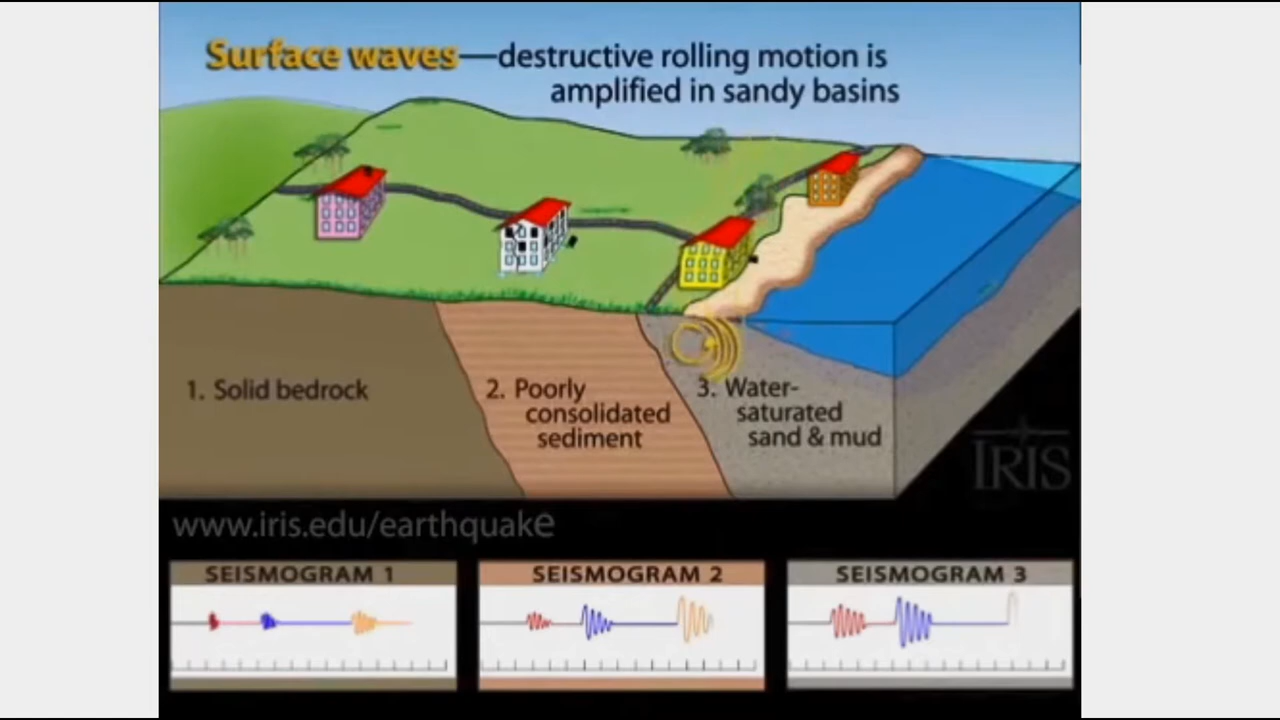 Surface waves—destructive rolling motion is
amplified in sandy basins
1. Solid bedrock
2. Poorly
consolidated
sediment
3. Water-
saturated
sand & mud
IRIS
www.iris.edu/earthquake
SEISMOGRAM 1
SEISMOGRAM 2
SEISMOGRAM 3